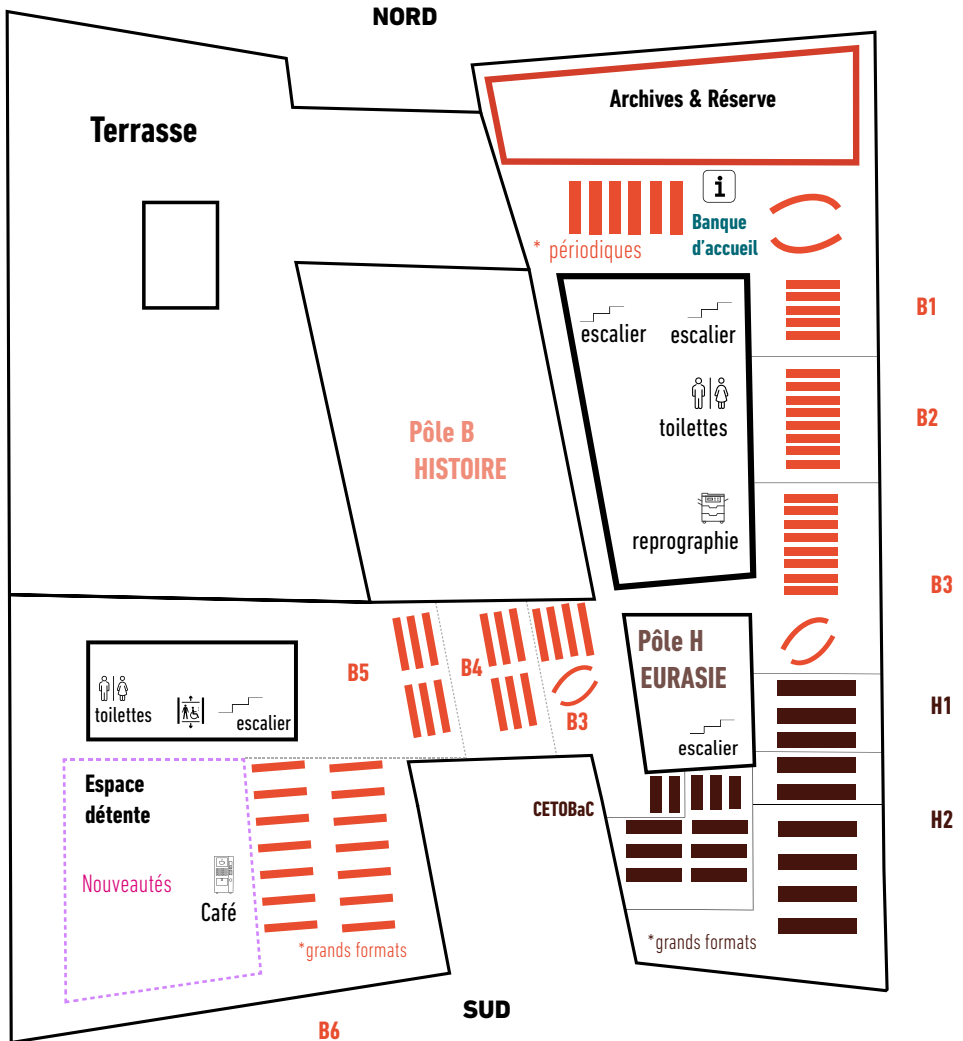 NORD
Archives & Réserve
Terrasse
i
Banque
d'accueil
* périodiques
B1
escalier
escalier
B2
toilettes
Pôle B
HISTOIRE
reprographie
B3
Pôle H
EURASIE
B5
B4
B3
H1
toilettes
escalier
escalier
Espace
détente
CETOBaC
H2
Nouveautés
Café
*grands formats
*grands formats
SUD
B6